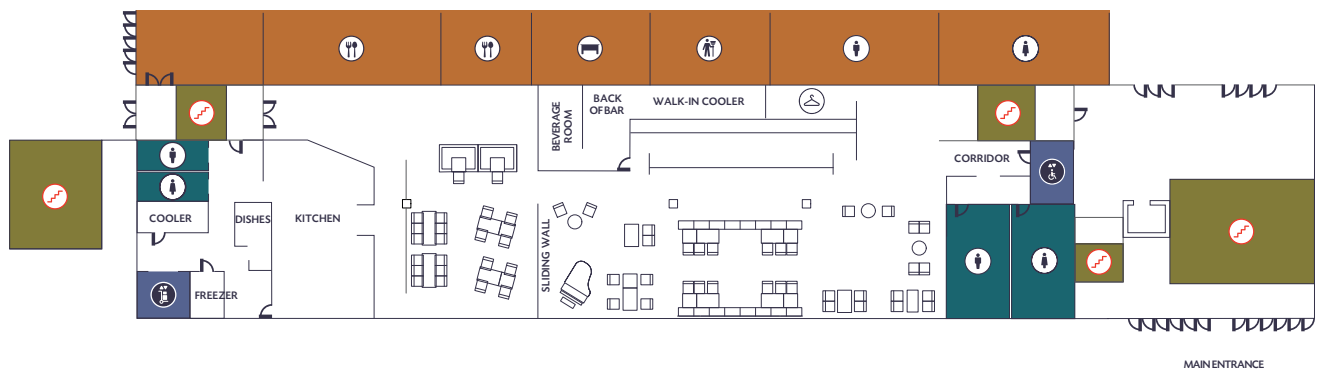 BACK
OF BAR
WALK-IN COOLER
BEVERAGE
ROOM
CORRIDOR
COOLER
DISHES
KITCHEN
SLIDING WALL
FREEZER
MAIN ENTRANCE